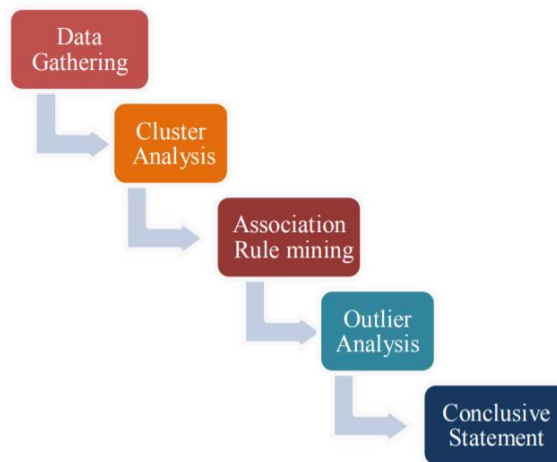 Data
Gathering
Cluster
Analysis
Association
Rule mining
Outlier
Analysis
Conclusive
Statement